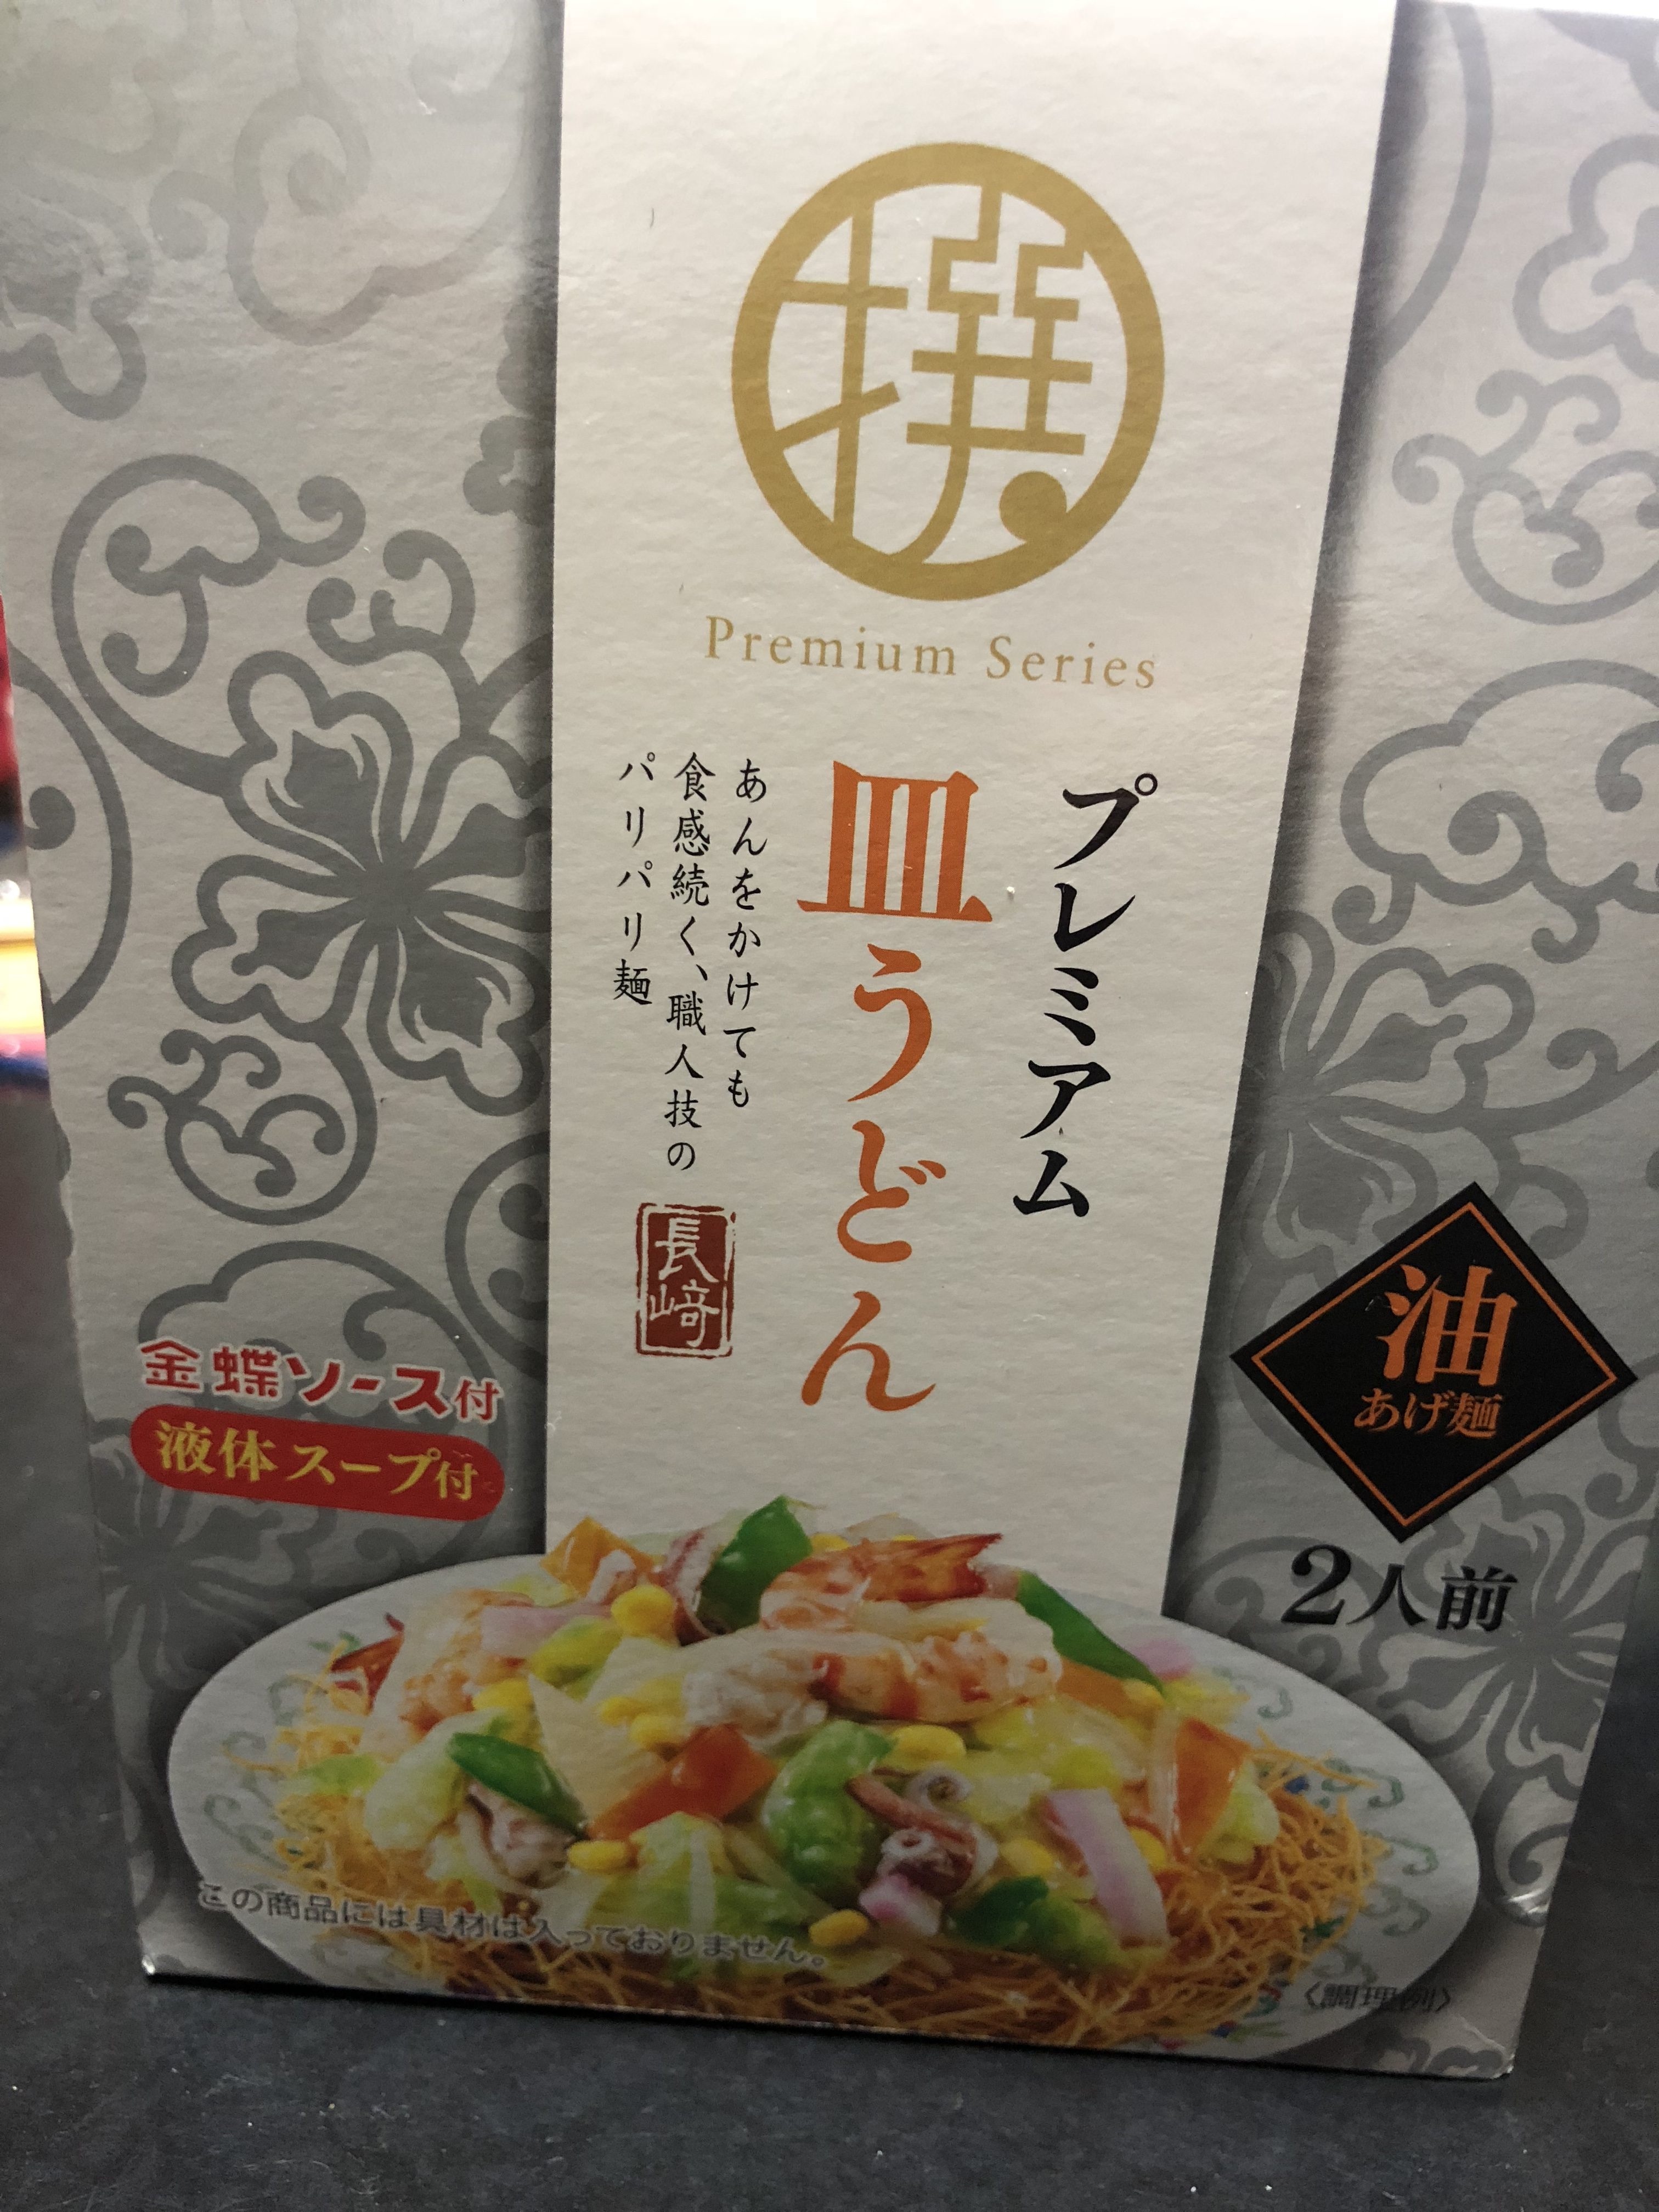 撰
Premium Series
プレミアム
皿うどん
あんをかけても
食感続く、職人技の
パリパリ麺
長崎
油
あげ麺
2人前
金蝶ソース付
液体スープ付
この商品には具材は入っておりません。
〈調理例〉